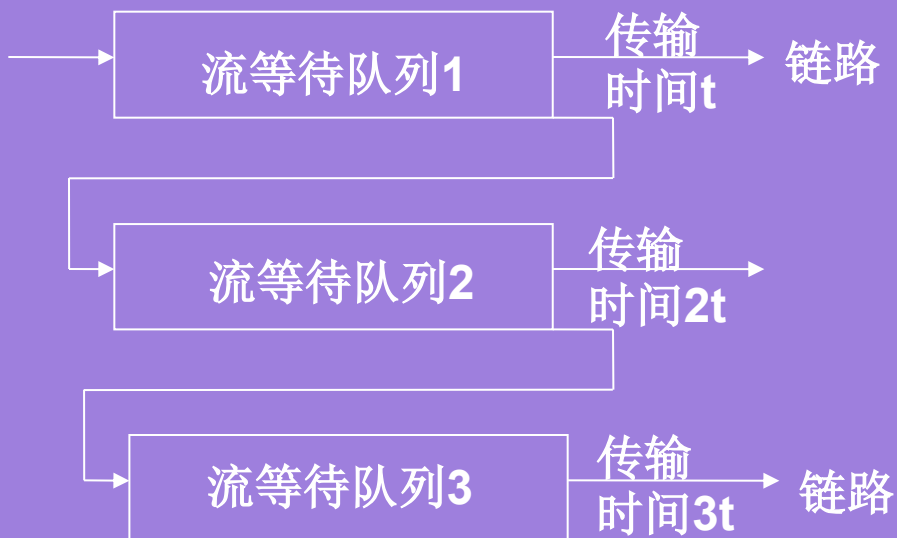 流等待队列1
传输
时间t
链路
流等待队列2
传输
时间2t
流等待队列3
传输
时间3t
链路